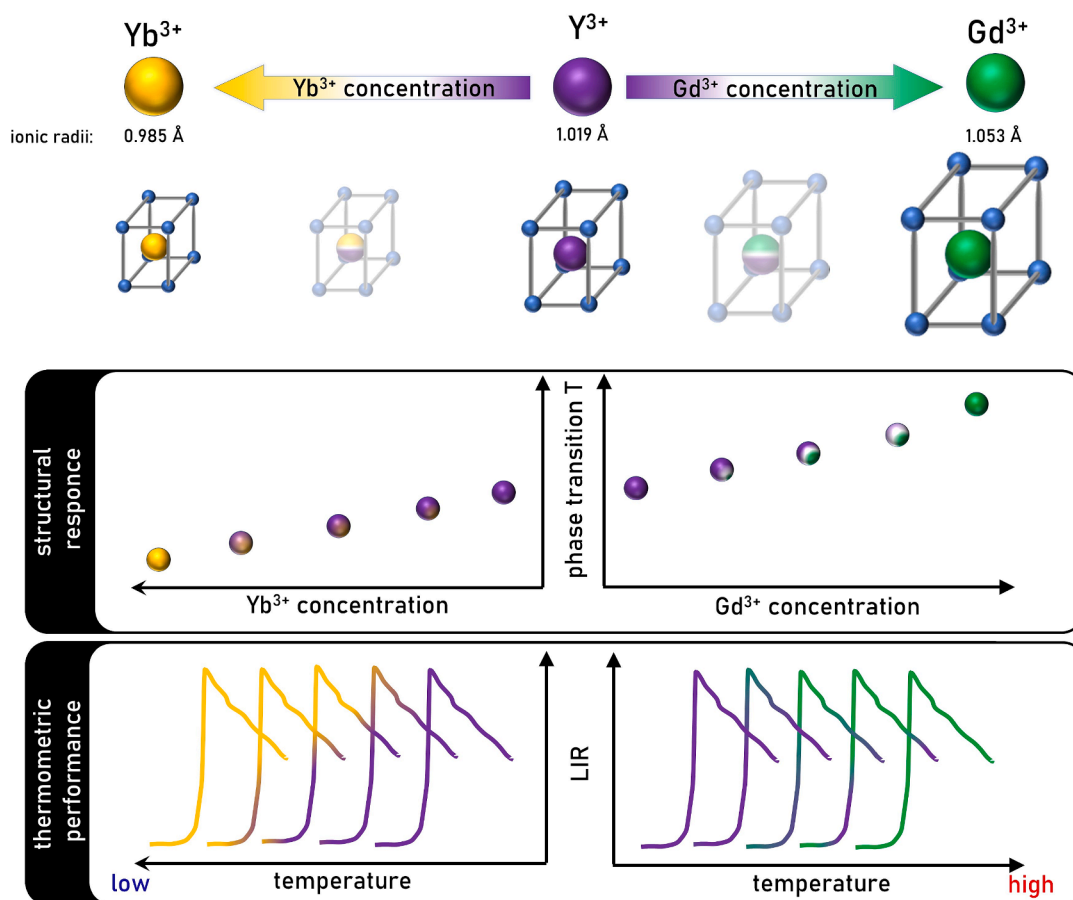 Yb³⁺
Y³⁺
Gd³⁺
Yb³⁺ concentration
Gd³⁺ concentration
ionic radii:
0.985 Å
1.019 Å
1.053 Å
structural
responce
phase transition T
Yb³⁺ concentration
Gd³⁺ concentration
thermometric
performance
LIR
low
temperature
temperature
high